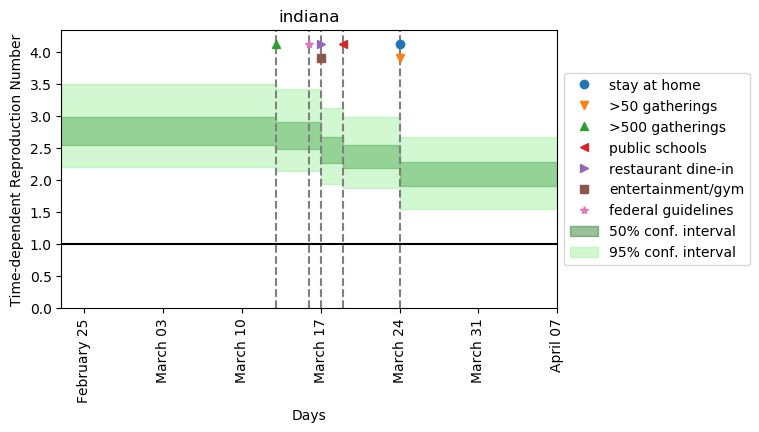 indiana
Time-dependent Reproduction Number
4.0
3.5
3.0
2.5
2.0
1.5
1.0
0.5
0.0
February 25
March 03
March 10
March 17
March 24
March 31
April 07
Days
stay at home
>50 gatherings
>500 gatherings
public schools
restaurant dine-in
entertainment/gym
federal guidelines
50% conf. interval
95% conf. interval